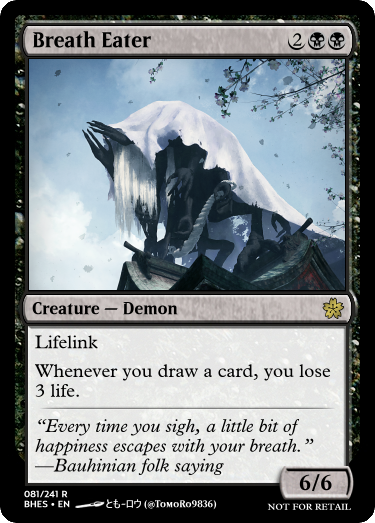 Breath Eater 2
Creature — Demon
Lifelink
Whenever you draw a card, you lose
3 life.
“Every time you sigh, a little bit of
happiness escapes with your breath.”
—Bauhinian folk saying
6/6
081/241 R
BHES • EN とも-ロウ (@TomoRo9836)
NOT FOR RETAIL